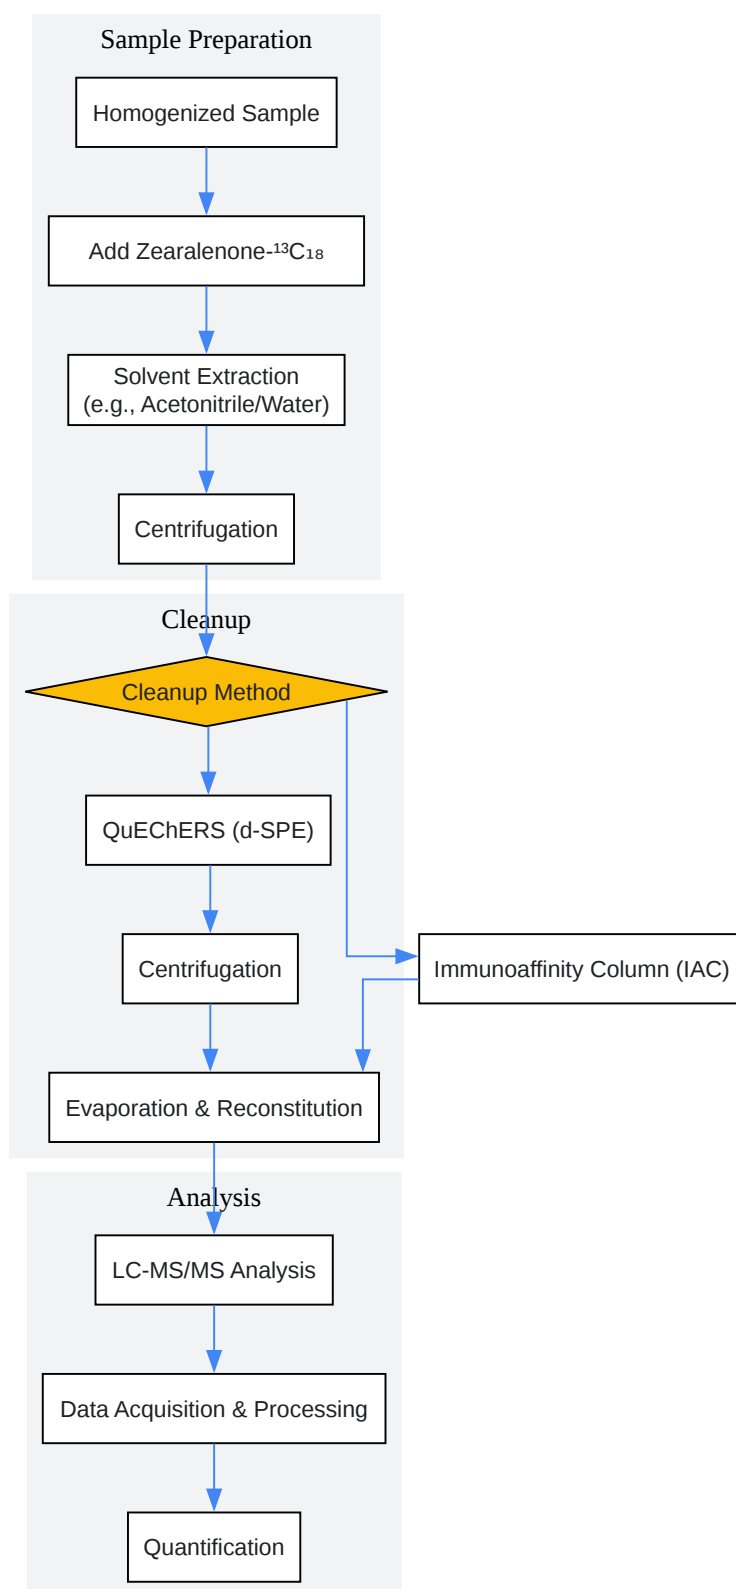 Sample Preparation
Homogenized Sample
Add Zearalenone-¹³C₁₈
Solvent Extraction
(e.g., Acetonitrile/Water)
Centrifugation
Cleanup
Cleanup Method
QuEChERS (d-SPE)
Centrifugation
Immunoaffinity Column (IAC)
Evaporation & Reconstitution
Analysis
LC-MS/MS Analysis
Data Acquisition & Processing
Quantification